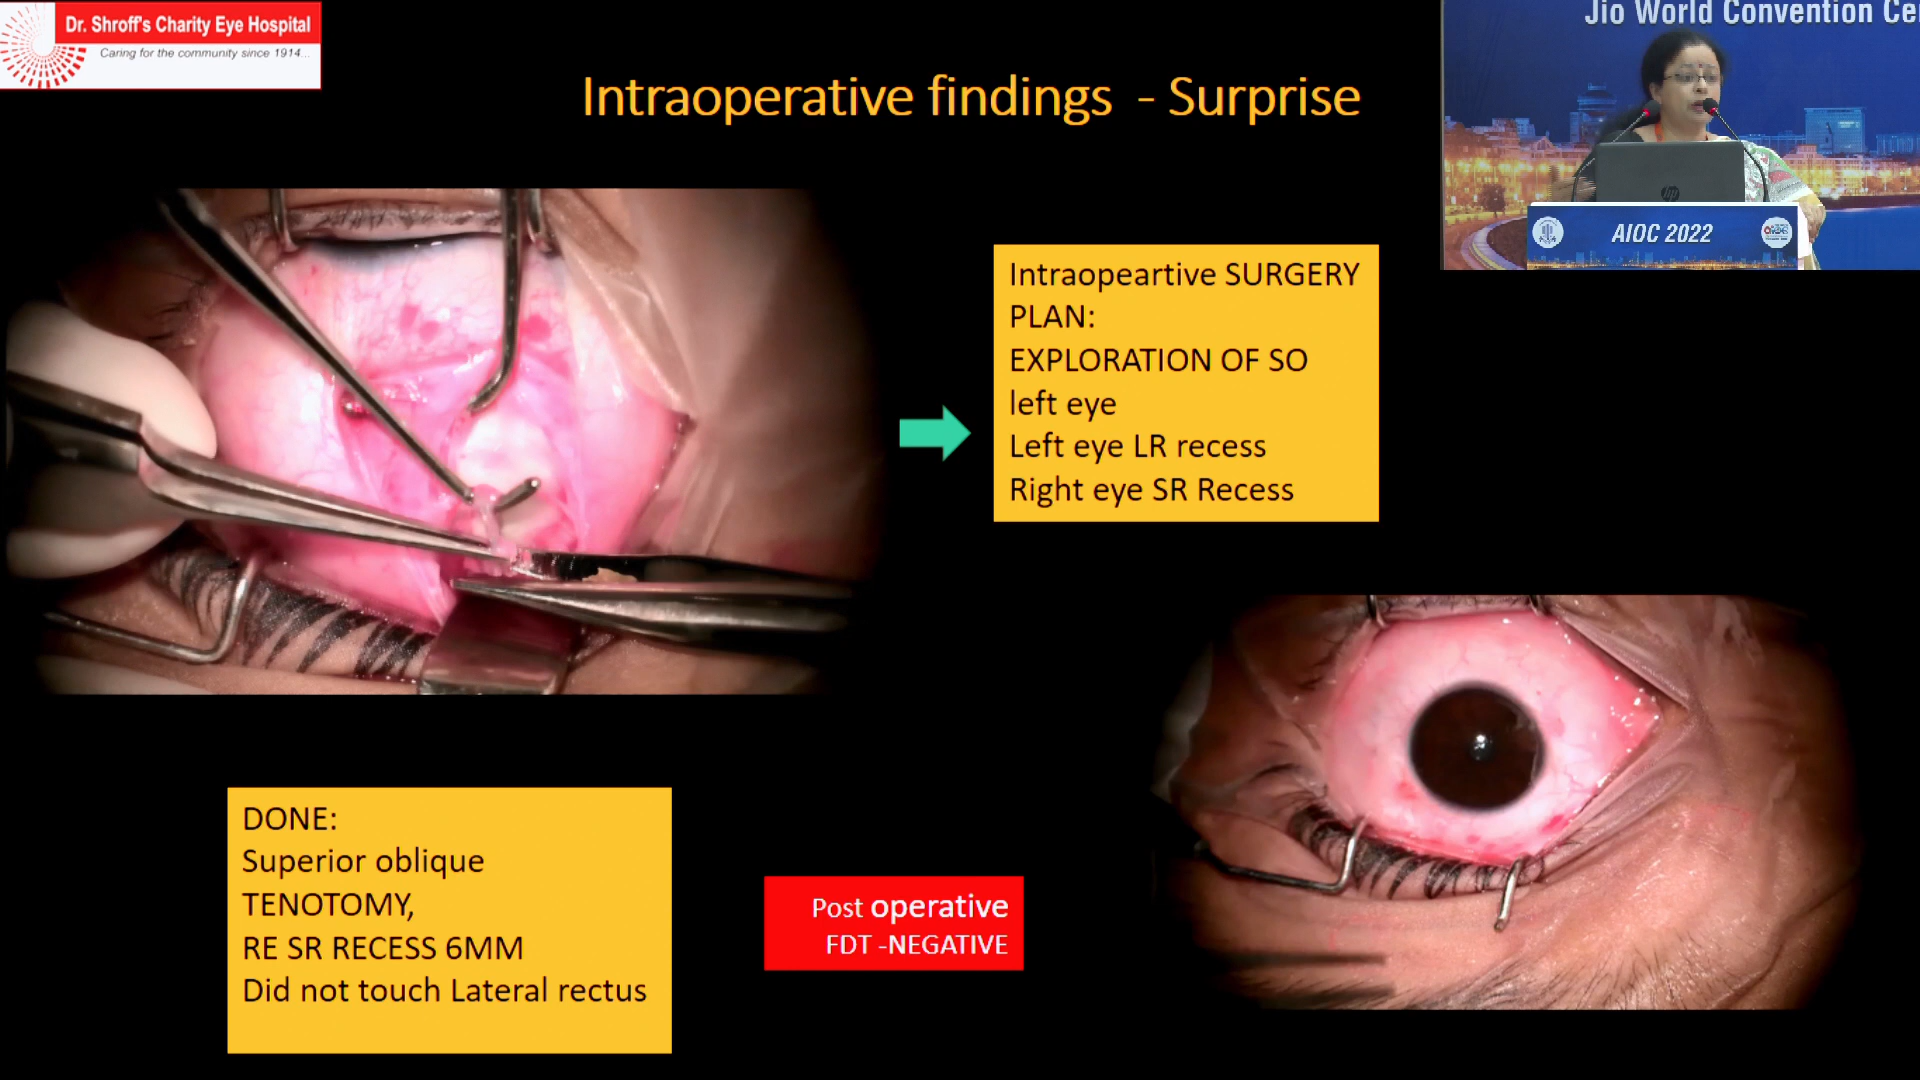 Dr. Shroff's Charity Eye Hospital
Caring for the community since 1914...
Jio World Convention Ce
Intraoperative findings - Surprise
AIOC 2022
Intraopeartive SURGERY
PLAN:
EXPLORATION OF SO
left eye
Left eye LR recess
Right eye SR Recess
DONE:
Superior oblique
TENOTOMY,
RE SR RECESS 6MM
Did not touch Lateral rectus
Post operative
FDT -NEGATIVE
hp